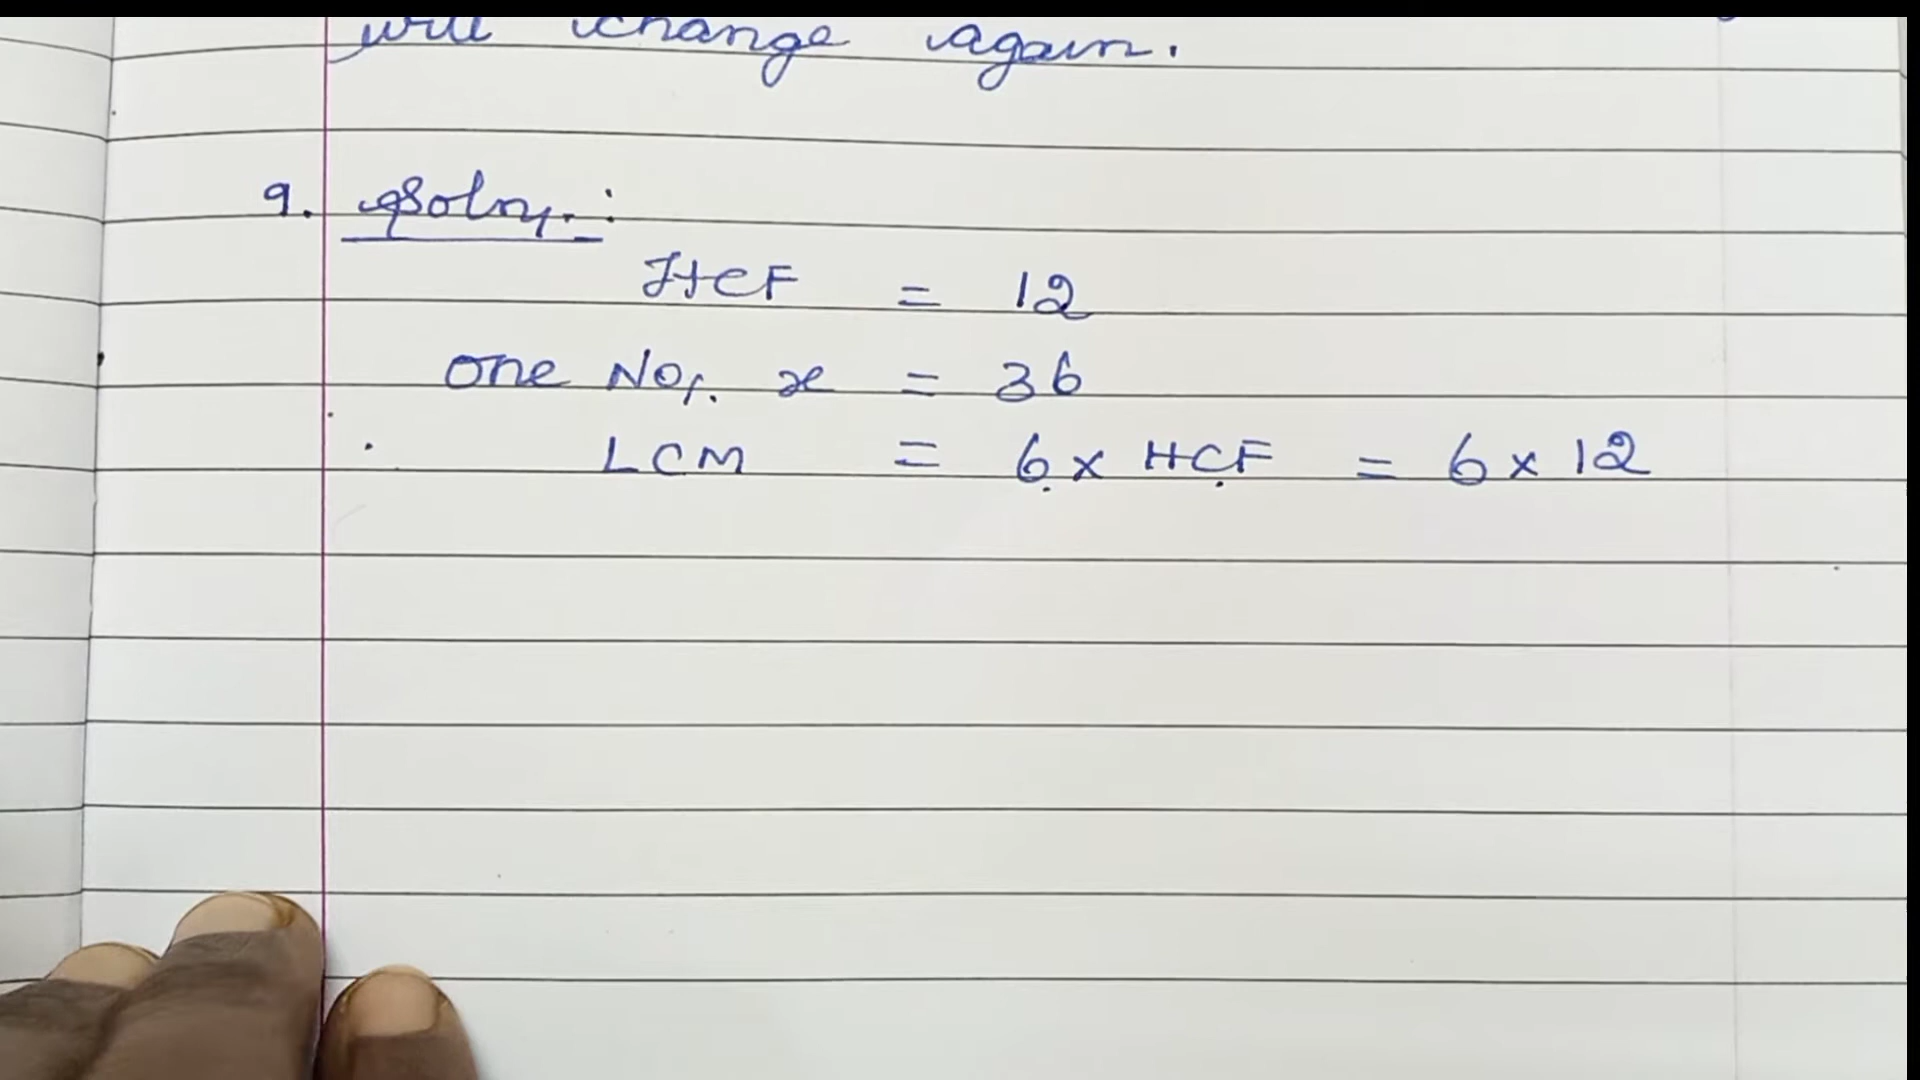 will change again.
9. Soln. :
HCF = 12
One No. x = 36
LCM = 6 x HCF = 6 x 12